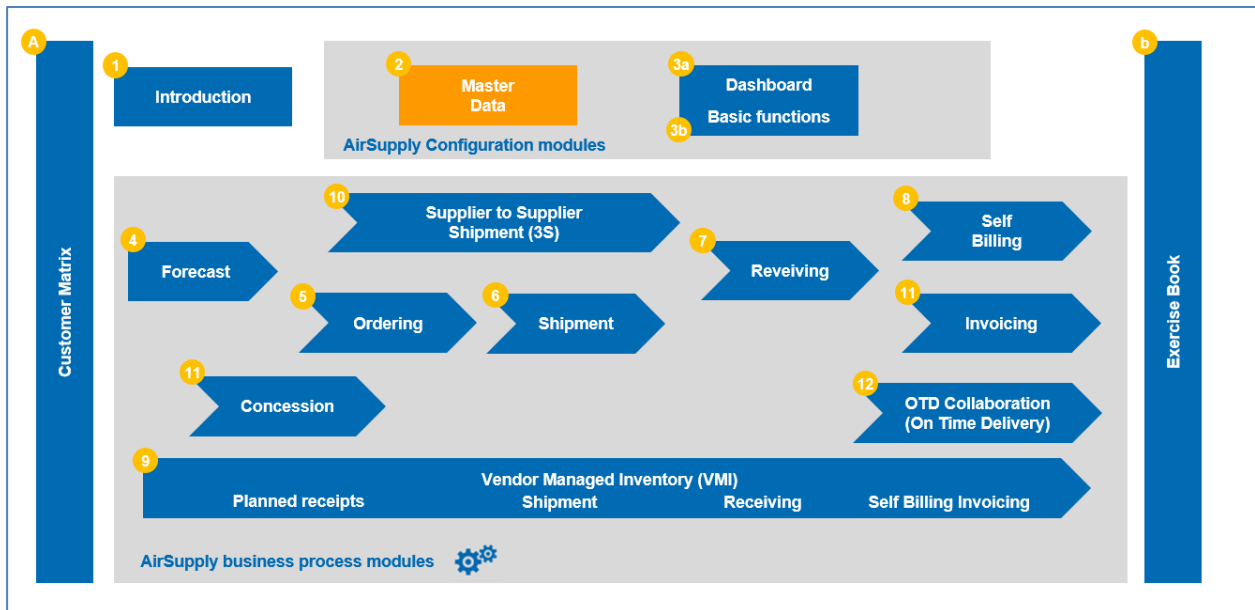 A
Customer Matrix
1
Introduction
2
Master
Data
3a
Dashboard
3b
Basic functions
AirSupply Configuration modules
b
Exercise Book
10
Supplier to Supplier
Shipment (3S)
8
Self
Billing
4
Forecast
7
Reveiving
5
Ordering
6
Shipment
11
Invoicing
11
Concession
12
OTD Collaboration
(On Time Delivery)
9
Vendor Managed Inventory (VMI)
Planned receipts Shipment Receiving Self Billing Invoicing
AirSupply business process modules